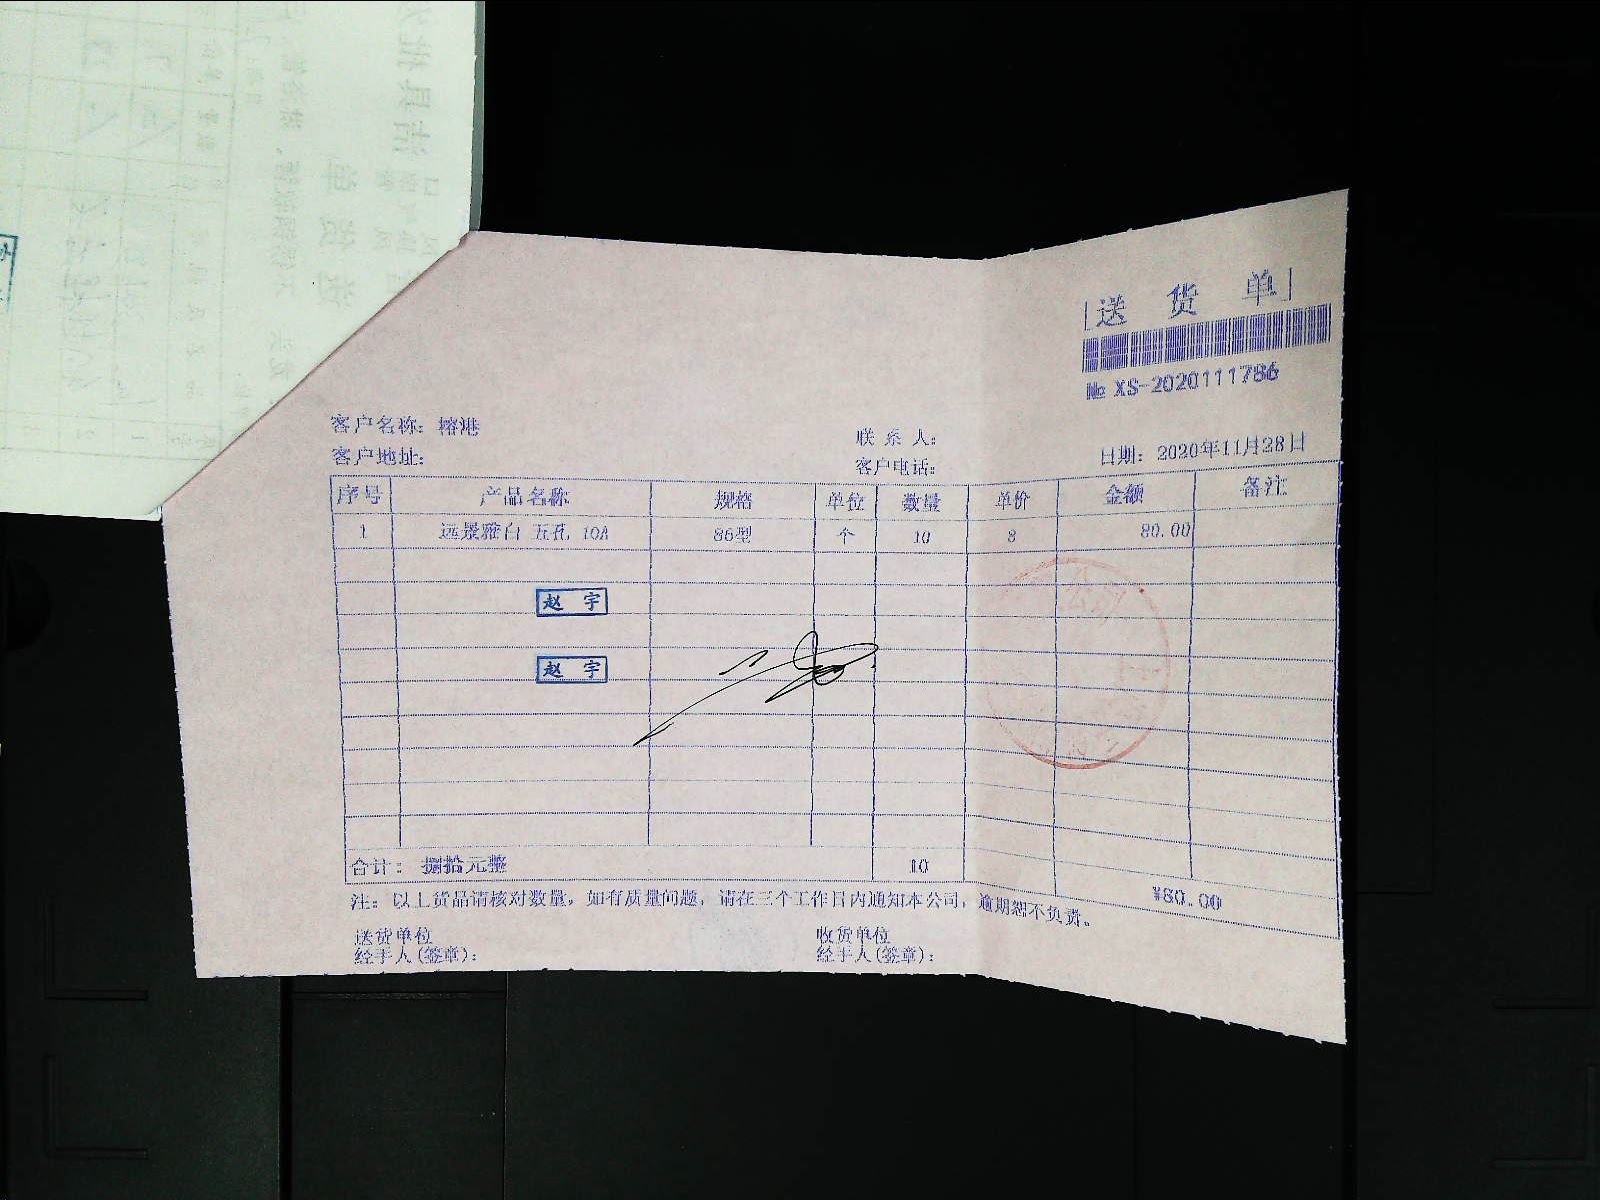 送 货 单
№ XS-2020111786
客户名称: 榕港
联 系 人:
日期: 2020年11月28日
客户地址:
客户电话:
序号 产品名称 规格 单位 数量 单价 金额 备注
1 远景雅白 五孔 10A 86型 个 10 8 80.00
赵 宇
赵 宇
合计: 捌拾元整 10 ¥80.00
注: 以上货品请核对数量, 如有质量问题, 请在三个工作日内通知本公司, 逾期恕不负责。
送货单位 收货单位
经手人(签章): 经手人(签章):